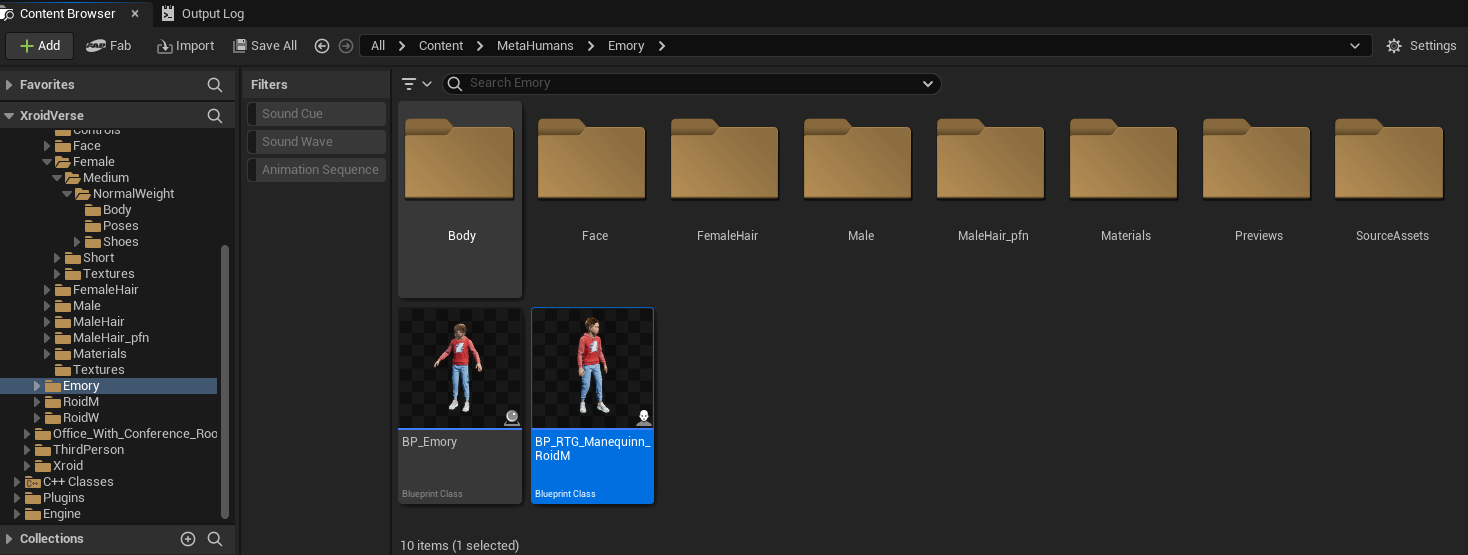 Content Browser
Output Log
Add
Fab
Import
Save All
All
Content
MetaHumans
Emory
Settings
Favorites
XroidVerse
Controls
Face
Female
Medium
NormalWeight
Body
Poses
Shoes
Short
Textures
FemaleHair
Male
MaleHair
MaleHair_pfn
Materials
Textures
Emory
RoidM
RoidW
Office_With_Conference_Roo
ThirdPerson
Xroid
C++ Classes
Plugins
Engine
Collections
Filters
Sound Cue
Sound Wave
Animation Sequence
Search Emory
Body
Face
FemaleHair
Male
MaleHair_pfn
Materials
Previews
SourceAssets
BP_Emory
Blueprint Class
BP_RTG_Manequinn_
RoidM
Blueprint Class
10 items (1 selected)